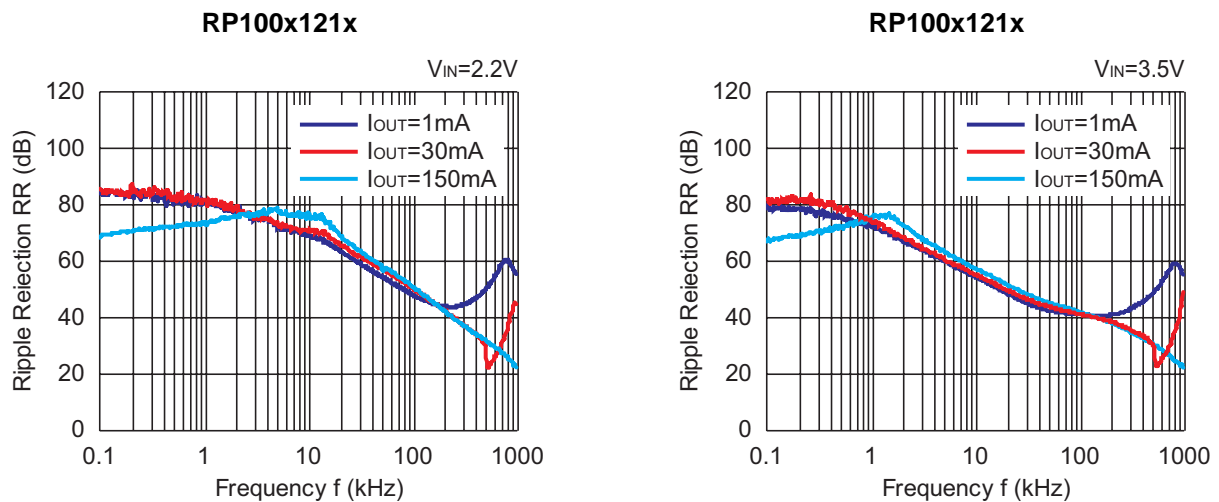 RP100x121x
VIN=2.2V
120
100
80
60
40
20
0
Ripple Rejection RR (dB)
IOUT=1mA
IOUT=30mA
IOUT=150mA
0.1 1 10 100 1000
Frequency f (kHz)
RP100x121x
VIN=3.5V
120
100
80
60
40
20
0
Ripple Rejection RR (dB)
IOUT=1mA
IOUT=30mA
IOUT=150mA
0.1 1 10 100 1000
Frequency f (kHz)